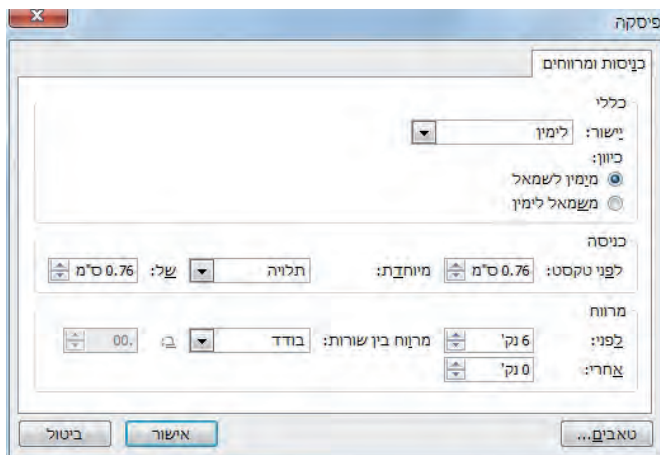 פיסקה
כניסות ומרווחים
כללי
יישור: לימין
כיוון:
מימין לשמאל
משמאל לימין
כניסה
לפני טקסט: 0.76 ס"מ מיוחדת: תלויה של: 0.76 ס"מ
מרווח
לפני: 6 נק' מרווח בין שורות: בודד ב: 00.
אחרי: 0 נק'
טאבים... אישור ביטול